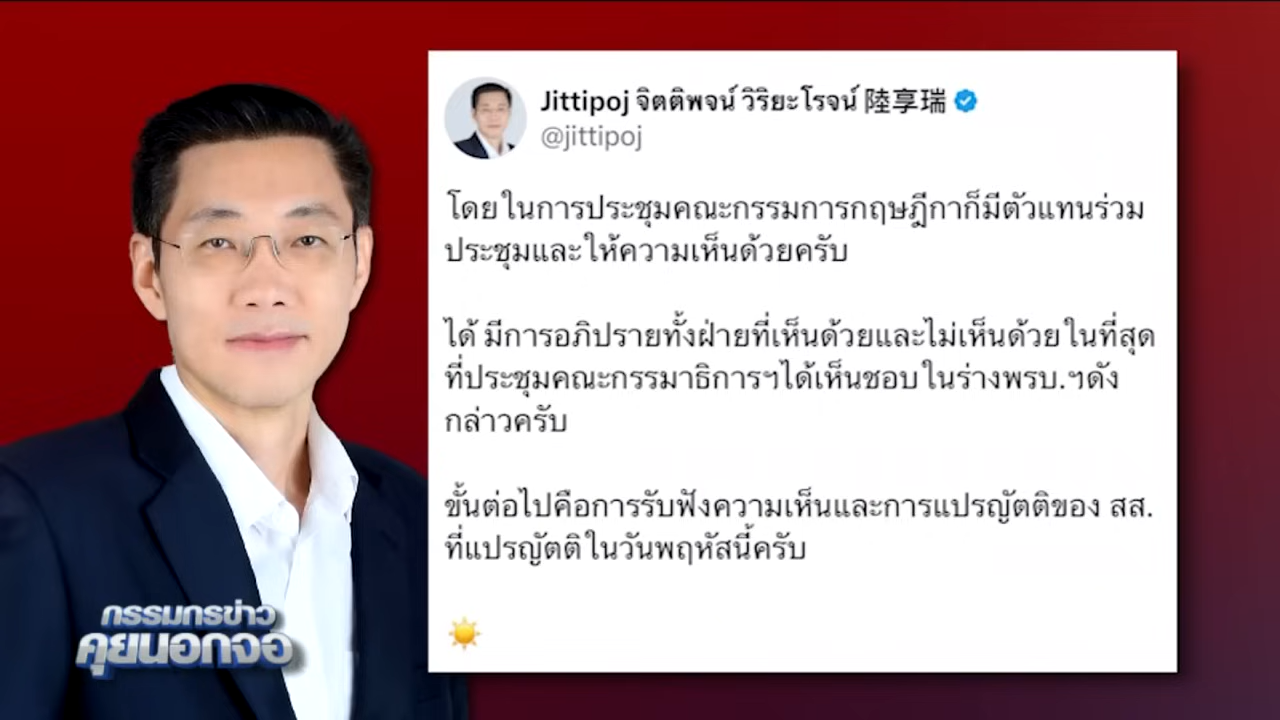 Jittipoj จิตติพจน์ วิริยะโรจน์ 陸享瑞
@jittipoj
โดยในการประชุมคณะกรรมการกฤษฎีกาก็มีตัวแทนร่วม
ประชุมและให้ความเห็นด้วยครับ
ได้ มีการอภิปรายทั้งฝ่ายที่เห็นด้วยและไม่เห็นด้วย ในที่สุด
ที่ประชุมคณะกรรมาธิการฯได้เห็นชอบ ในร่างพรบ.ฯดัง
กล่าวครับ
ขั้นต่อไปคือการรับฟังความเห็นและการแปรญัตติของ สส.
ที่แปรญัตติในวันพฤหัสนี้ครับ
กรรมกรข่าว
คุยนอกจอ